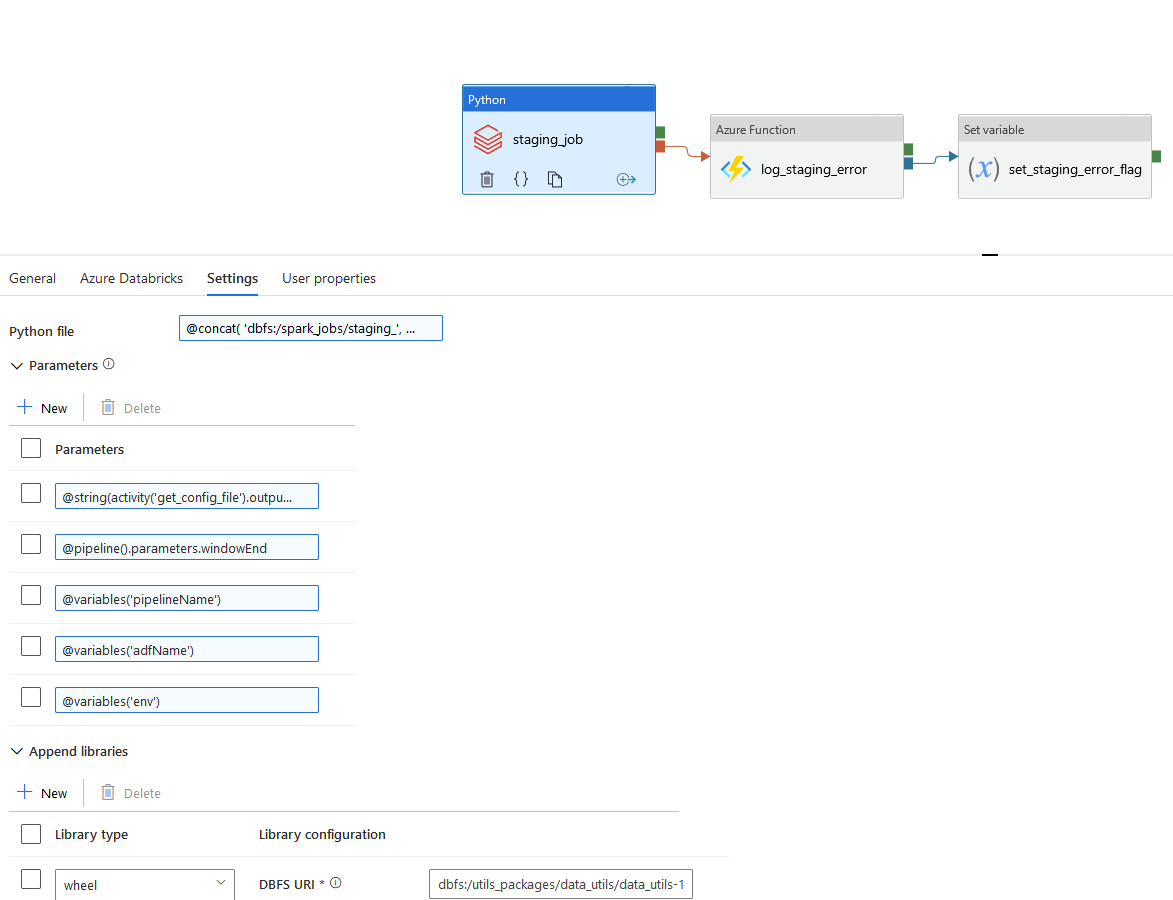 Python
staging_job
Azure Function
log_staging_error
Set variable
(x) set_staging_error_flag
General Azure Databricks Settings User properties
Python file @concat( 'dbfs:/spark_jobs/staging_', ...
Parameters
New Delete
Parameters
@string(activity('get_config_file').outpu...
@pipeline().parameters.windowEnd
@variables('pipelineName')
@variables('adfName')
@variables('env')
Append libraries
New Delete
Library type Library configuration
wheel DBFS URI * dbfs:/utils_packages/data_utils/data_utils-1